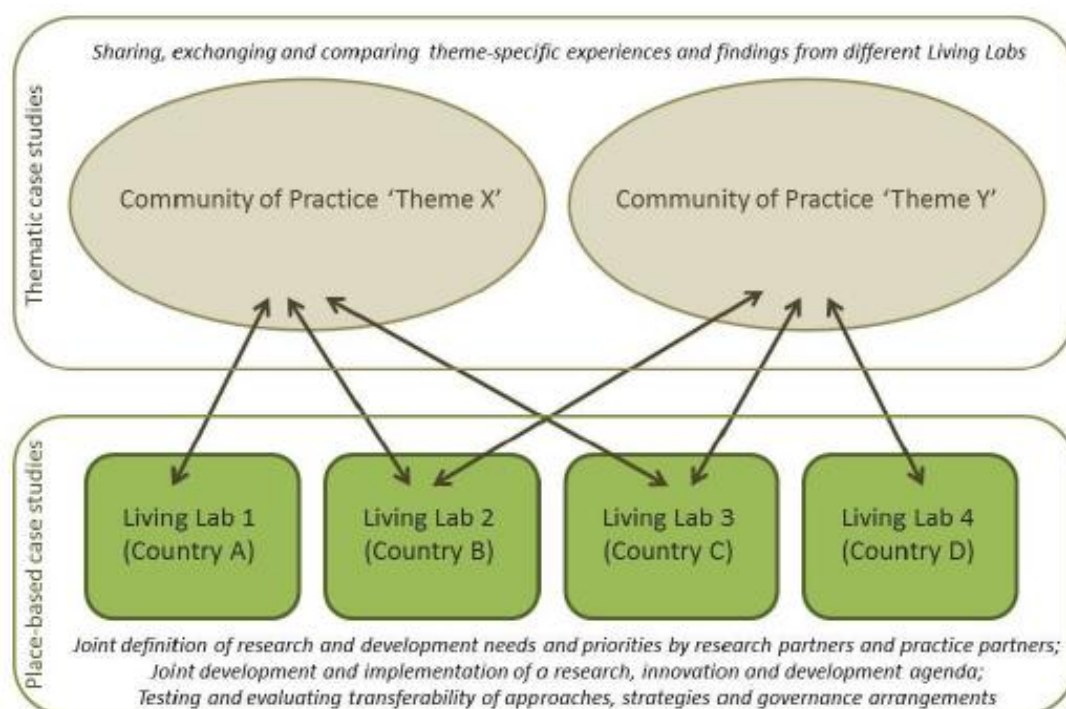 Sharing, exchanging and comparing theme-specific experiences and findings from different Living Labs
Thematic case studies
Community of Practice ‘Theme X’
Community of Practice ‘Theme Y’
Place-based case studies
Living Lab 1
(Country A)
Living Lab 2
(Country B)
Living Lab 3
(Country C)
Living Lab 4
(Country D)
Joint definition of research and development needs and priorities by research partners and practice partners;
Joint development and implementation of a research, innovation and development agenda;
Testing and evaluating transferability of approaches, strategies and governance arrangements